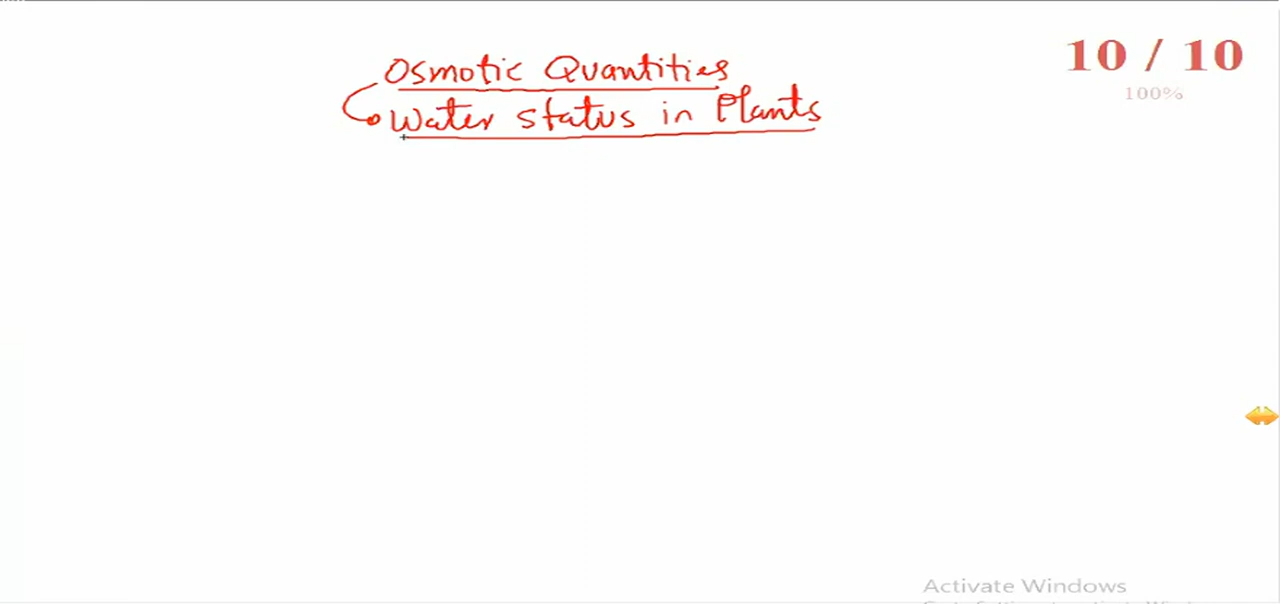 Osmotic Quantities
Water status in Plants
10 / 10
100%
Activate Windows